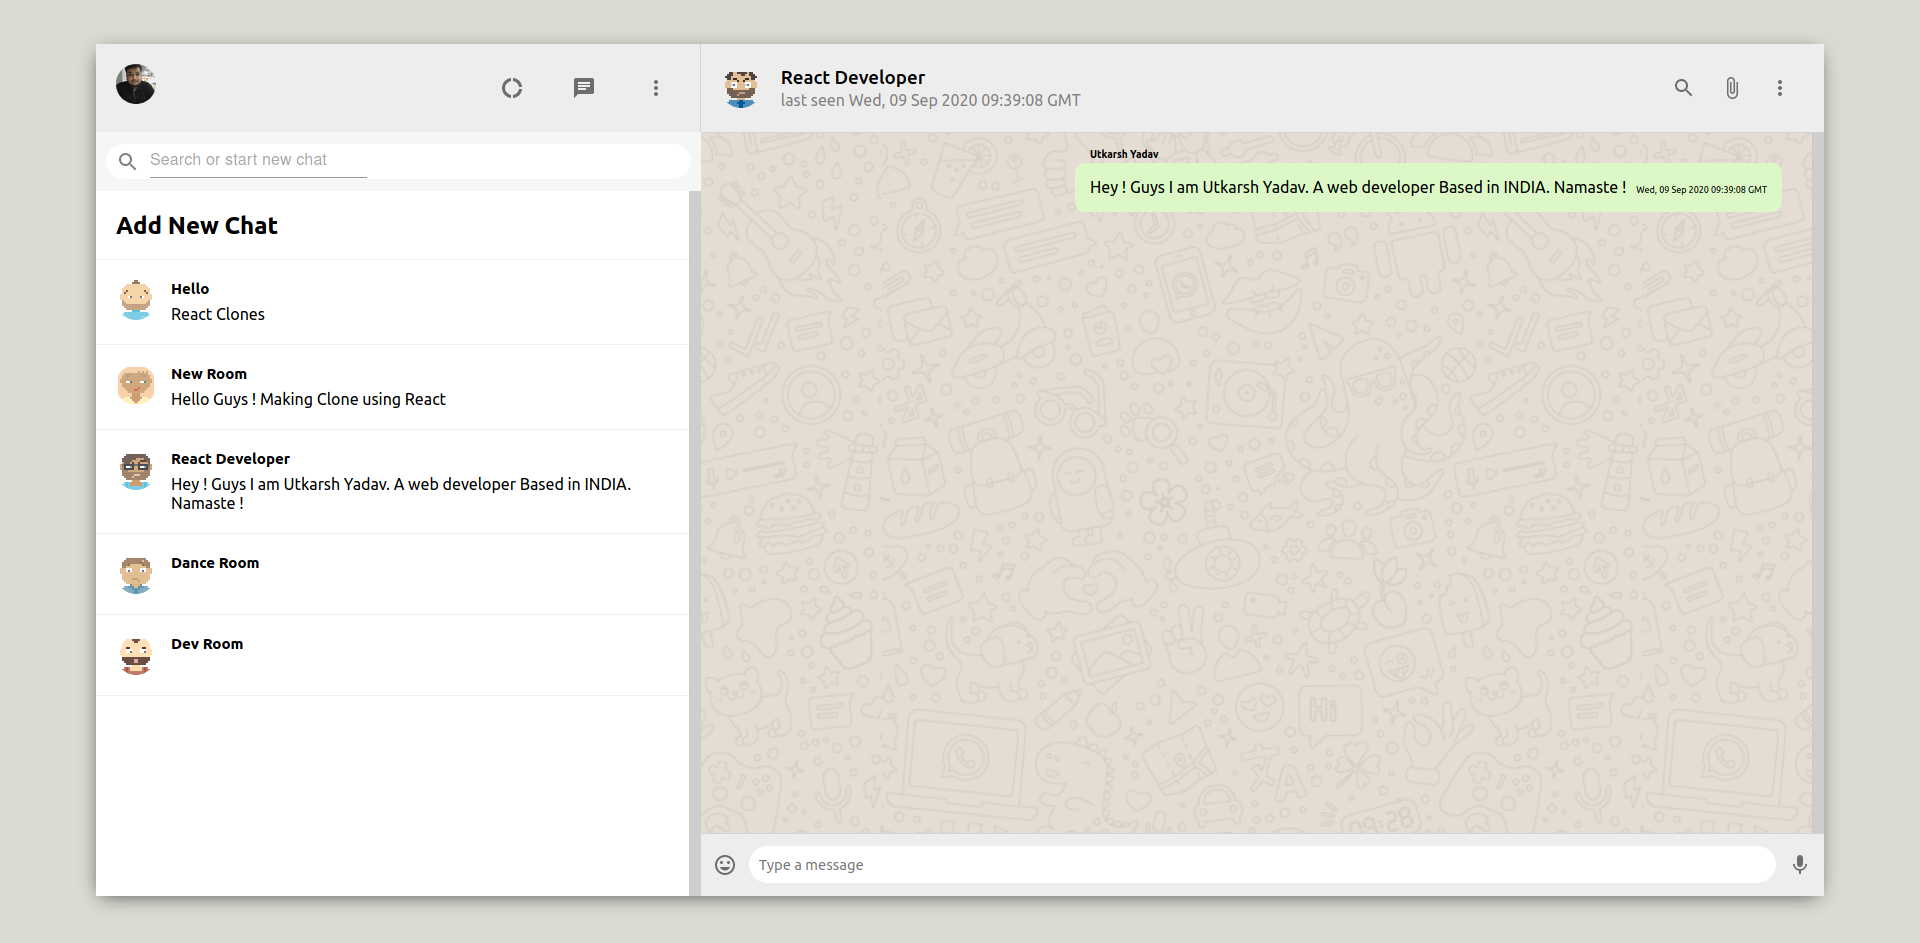 Search or start new chat
Add New Chat
Hello
React Clones
New Room
Hello Guys ! Making Clone using React
React Developer
Hey ! Guys I am Utkarsh Yadav. A web developer Based in INDIA.
Namaste !
Dance Room
Dev Room
React Developer
last seen Wed, 09 Sep 2020 09:39:08 GMT
Utkarsh Yadav
Hey ! Guys I am Utkarsh Yadav. A web developer Based in INDIA. Namaste ! Wed, 09 Sep 2020 09:39:08 GMT
Hi
09:28
Type a message